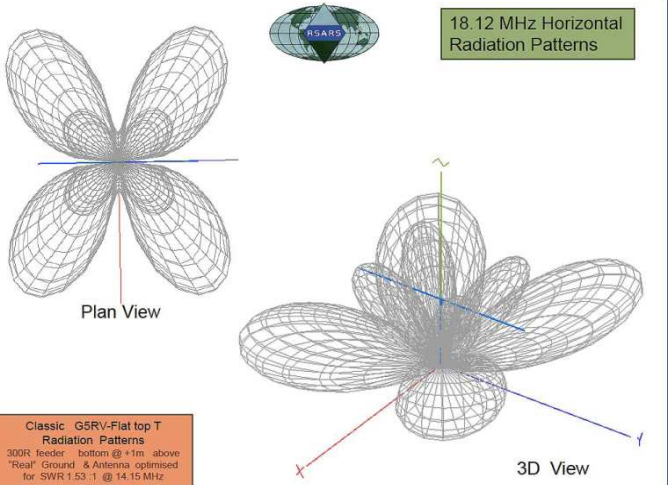 RSARS
18.12 MHz Horizontal
Radiation Patterns
Plan View
Z
X
Y
3D View
Classic G5RV-Flat top T
Radiation Patterns
300R feeder bottom @ +1m above
"Real" Ground & Antenna optimised
for SWR 1.53 :1 @ 14.15 MHz